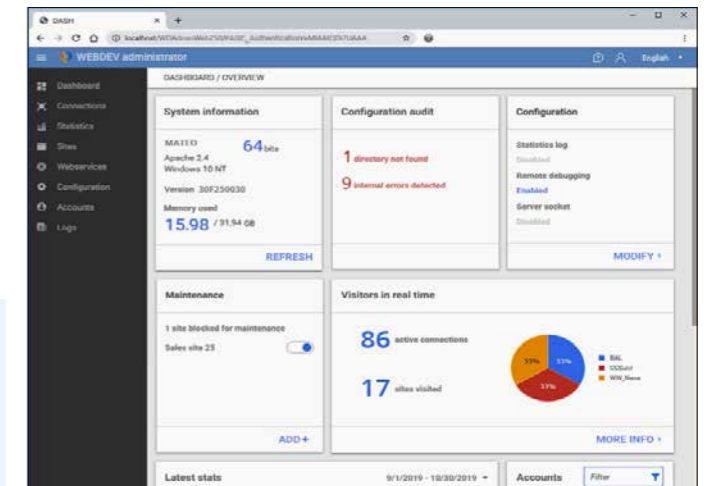 DASH
WEBDEV administrator
English
DASHBOARD / OVERVIEW
Dashboard
Connections
Statistics
Sites
Webservices
Configuration
Accounts
Logs
System information
MATEO
64 bits
Apache 2.4
Windows 10 NT
Version 30F250030
Memory used
15.98 / 31.94 GB
REFRESH
Configuration audit
1 directory not found
9 internal errors detected
Configuration
Statistics log
Disabled
Remote debugging
Enabled
Server socket
Disabled
MODIFY
Maintenance
1 site blocked for maintenance
Sales site 25
ADD +
Visitors in real time
86 active connections
17 sites visited
33%
33%
33%
BAL
WW_News
MORE INFO
Latest stats
9/1/2019 - 10/30/2019
Accounts
Filter